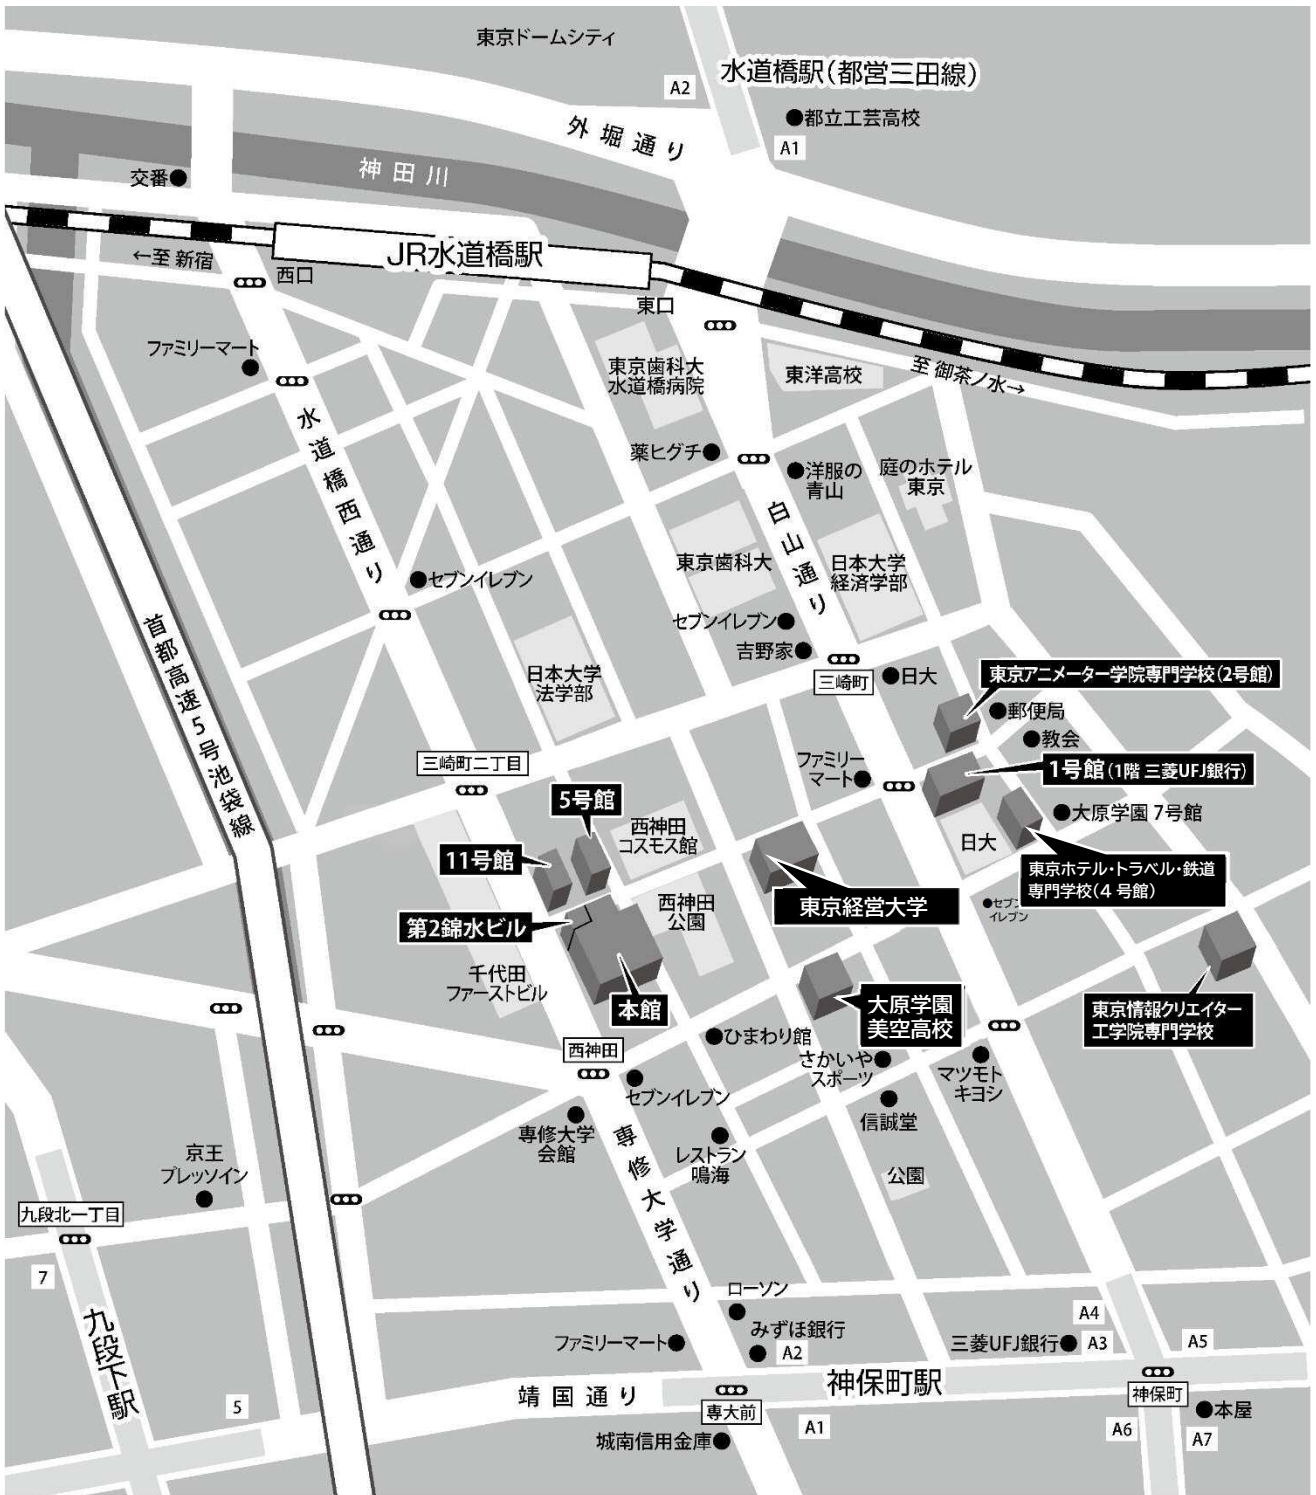 東京ドームシティ
水道橋駅(都営三田線)
A2
都立工芸高校
A1
外堀通り
神田川
交番
JR水道橋駅
←至 新宿
西口
東口
ファミリーマート
東京歯科大
水道橋病院
東洋高校
至 御茶ノ水→
水道橋西通り
薬ヒグチ
洋服の
青山
庭のホテル
東京
白山通り
東京歯科大
日本大学
経済学部
セブンイレブン
セブンイレブン
吉野家
首都高速5号池袋線
日本大学
法学部
三崎町
日大
東京アニメーター学院専門学校(2号館)
郵便局
教会
三崎町二丁目
ファミリー
マート
1号館(1階 三菱UFJ銀行)
5号館
西神田
コスモス館
大原学園 7号館
11号館
日大
東京ホテル・トラベル・鉄道
専門学校(4号館)
第2錦水ビル
西神田
公園
東京経営大学
セブン
イレブン
千代田
ファーストビル
本館
大原学園
美空高校
東京情報クリエイター
工学院専門学校
西神田
ひまわり館
さかいや
スポーツ
マツモト
キヨシ
セブンイレブン
信誠堂
専修大学
会館
レストラン
鳴海
公園
京王
プレッソイン
専修大学通り
九段北一丁目
7
九段下駅
5
ローソン
みずほ銀行
A2
ファミリーマート
三菱UFJ銀行
A4
A3
A5
靖国通り
神保町駅
専大前
A1
神保町
本屋
A6
A7
城南信用金庫